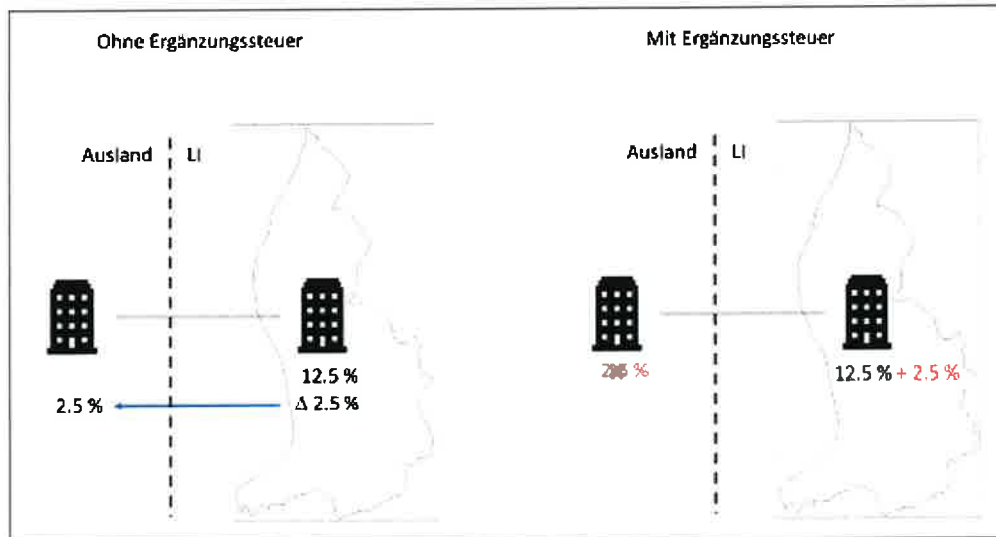 Ohne Ergänzungssteuer
Ausland
LI
12.5 %
2.5 %
Δ 2.5 %
Mit Ergänzungssteuer
Ausland
LI
%
12.5 % + 2.5 %